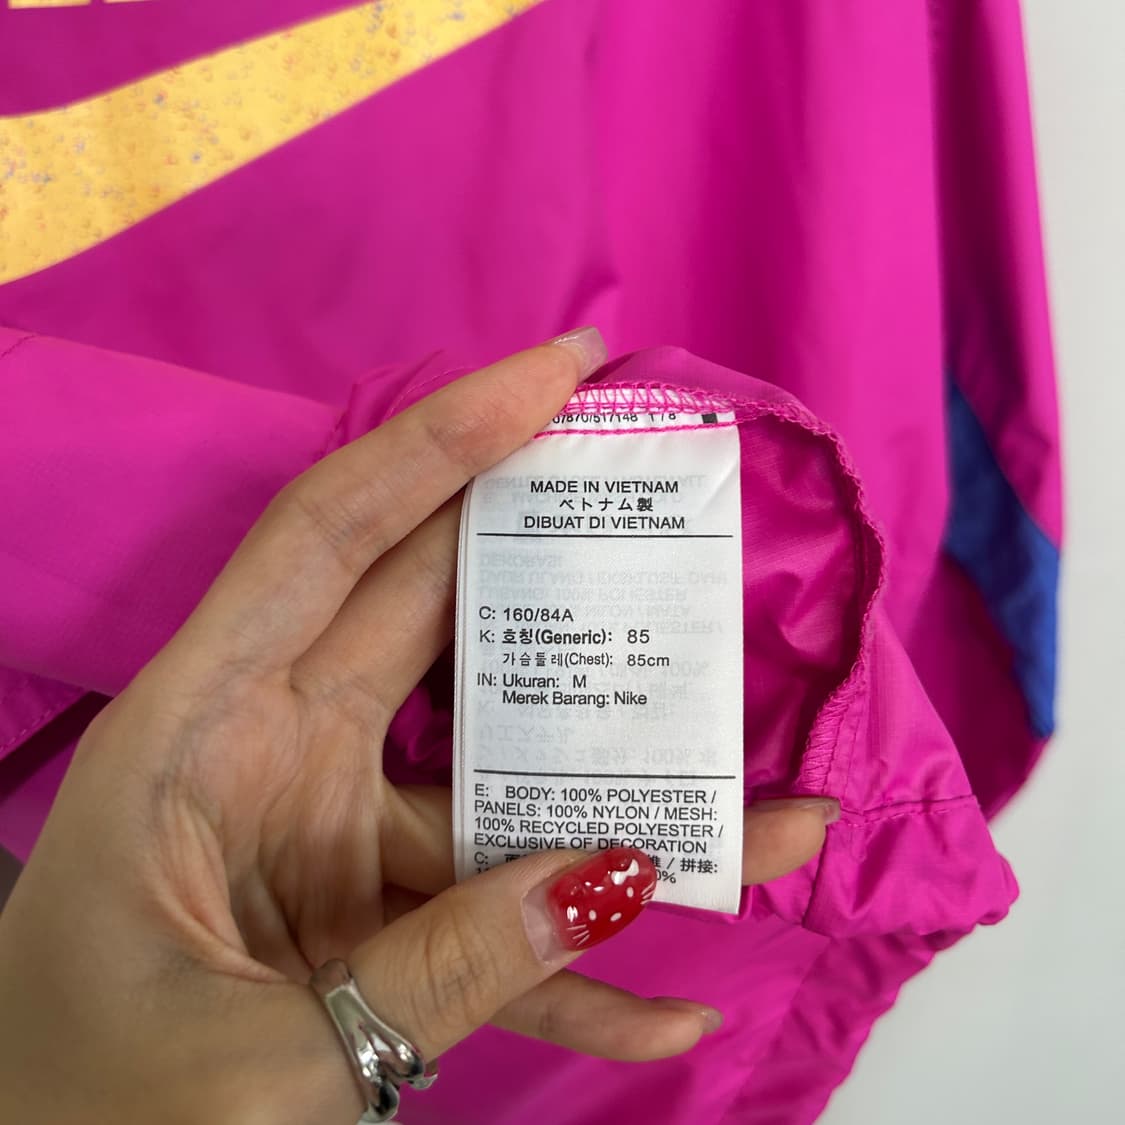 MADE IN VIETNAM
ベトナム製
DIBUAT DI VIETNAM
C: 160/84A
K: 호칭(Generic): 85
가슴둘레(Chest): 85cm
IN: Ukuran: M
Merek Barang: Nike
E: BODY: 100% POLYESTER /
PANELS: 100% NYLON / MESH:
100% RECYCLED POLYESTER /
EXCLUSIVE OF DECORATION
C: / 拼接: